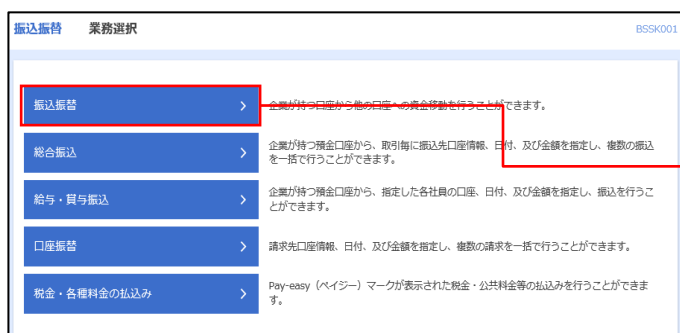 振込振替 業務選択 BSSK001
振込振替 企業が持つ口座から他の口座への資金移動を行うことができます。
総合振込 企業が持つ預金口座から、取引毎に振込先口座情報、日付、及び金額を指定し、複数の振込
を一括で行うことができます。
給与・賞与振込 企業が持つ預金口座から、指定した各社員の口座、日付、及び金額を指定し、振込を行うこ
とができます。
口座振替 請求先口座情報、日付、及び金額を指定し、複数の請求を一括で行うことができます。
税金・各種料金の払込み Pay-easy（ペイジー）マークが表示された税金・公共料金等の払込みを行うことができま
す。